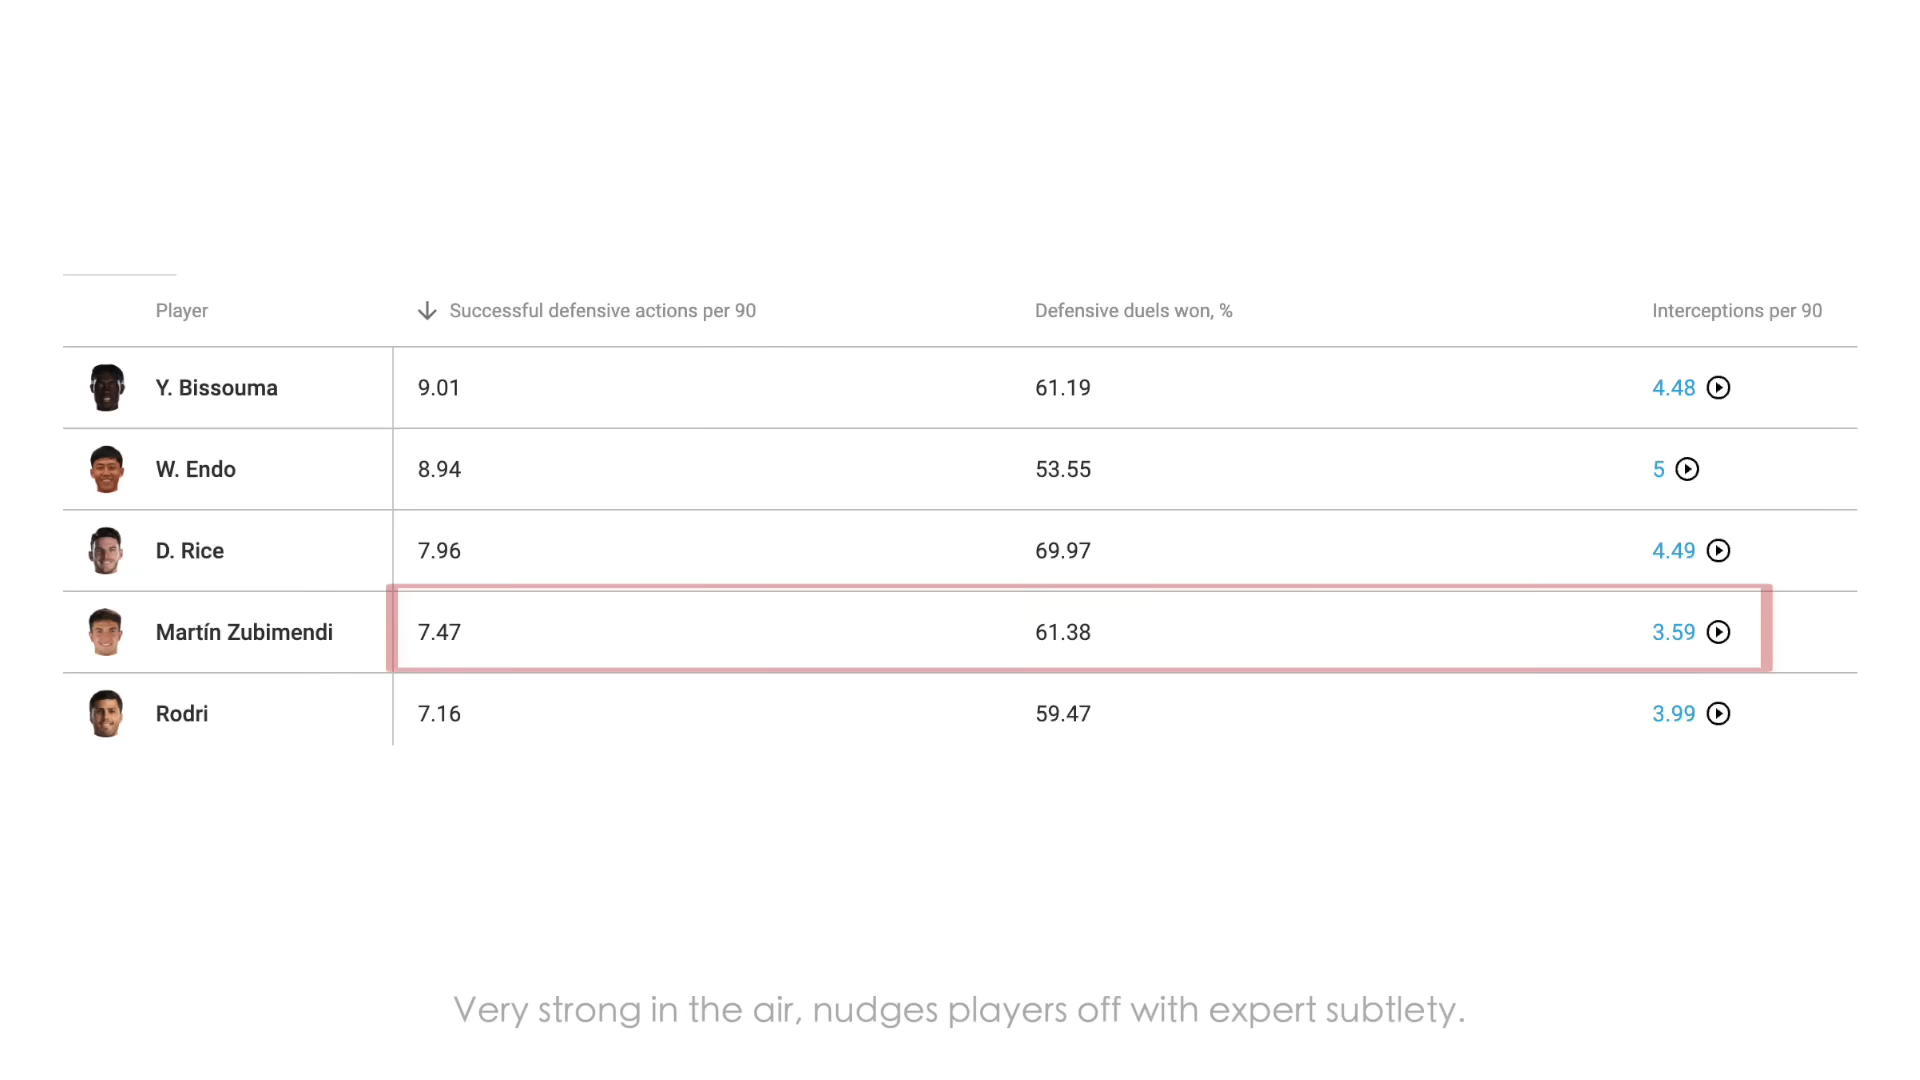 Player Successful defensive actions per 90 Defensive duels won, % Interceptions per 90
Y. Bissouma 9.01 61.19 4.48
W. Endo 8.94 53.55 5
D. Rice 7.96 69.97 4.49
Martín Zubimendi 7.47 61.38 3.59
Rodri 7.16 59.47 3.99
Very strong in the air, nudges players off with expert subtlety.